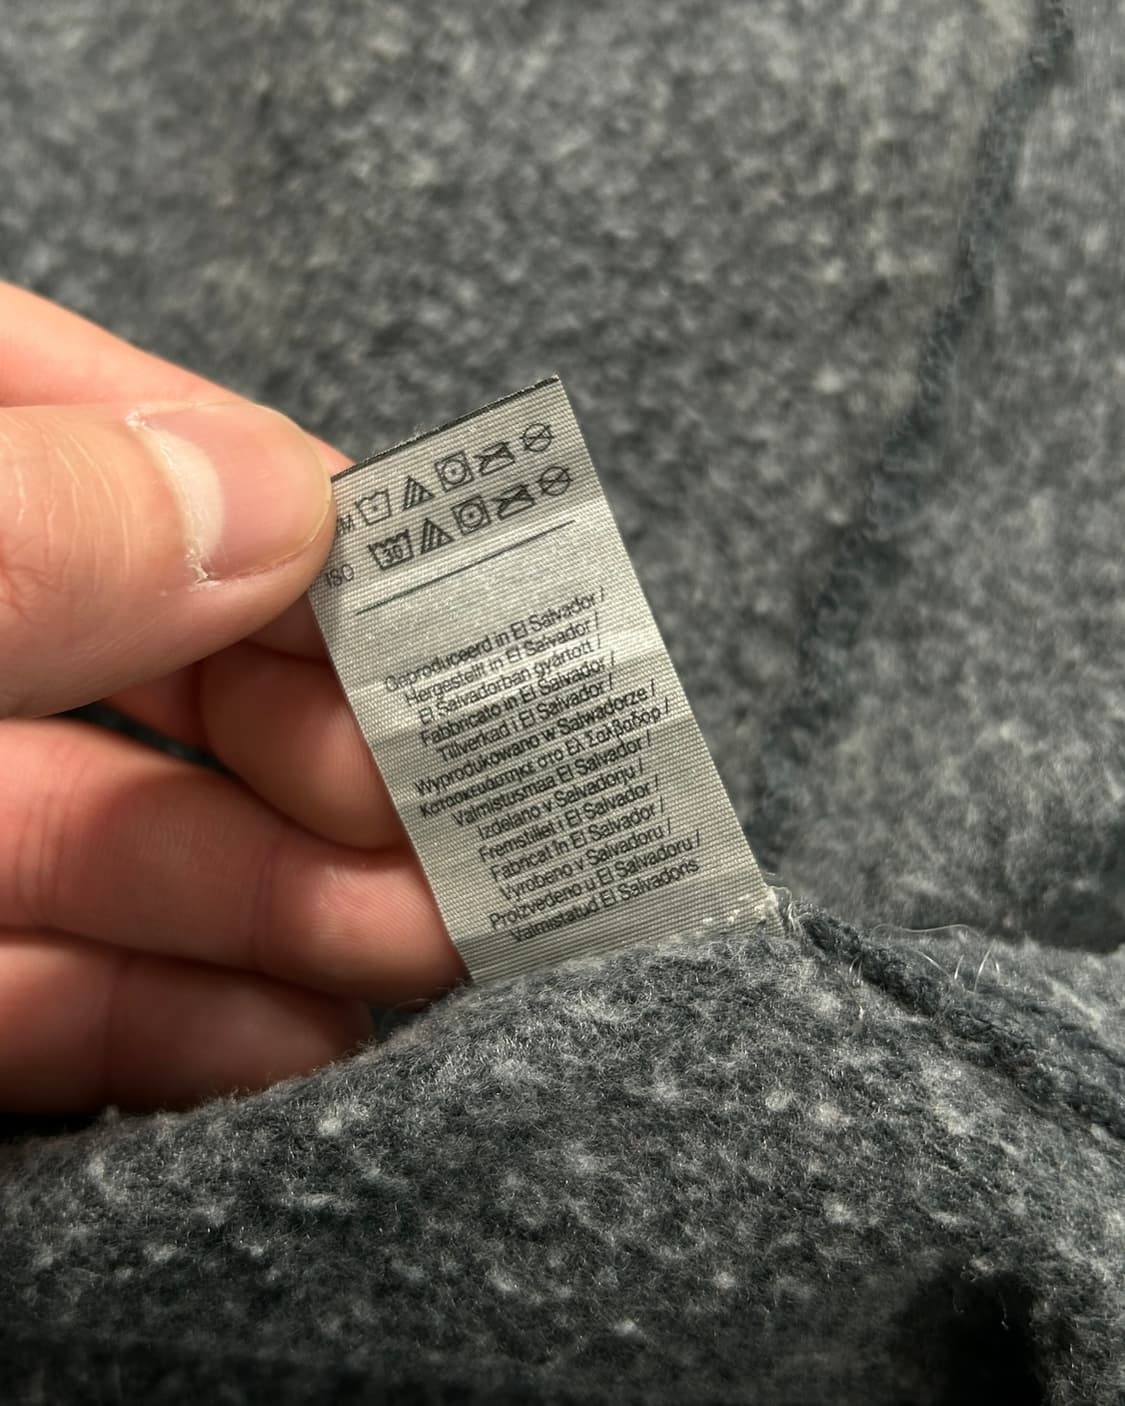 ISO 30
Geproduceerd in El Salvador /
Hergestellt in El Salvador /
El Salvadorban gyártott /
Fabbricato in El Salvador /
Tillverkad i El Salvador /
Wyprodukowano w Salwadorze /
Κατασκευάστηκε στο Ελ Σαλβαδόρ /
Valmistusmaa El Salvador /
Izdelano v Salvadorju /
Fremstillet i El Salvador /
Fabricat în El Salvador /
Vyrobeno v Salvadoru /
Proizvedeno u El Salvadoru /
Valmistatud El Salvadoris